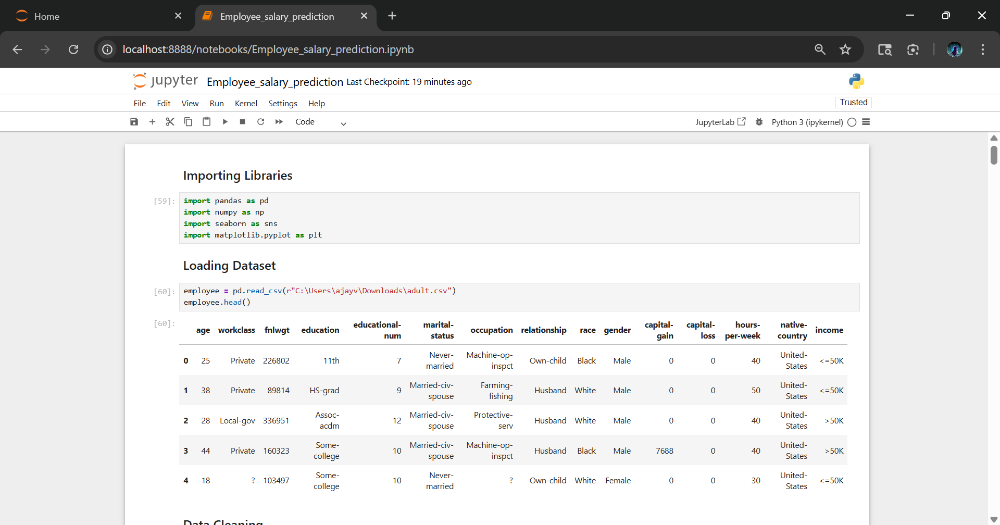 Home
Employee_salary_prediction
localhost:8888/notebooks/Employee_salary_prediction.ipynb
jupyter Employee_salary_prediction Last Checkpoint: 19 minutes ago
File Edit View Run Kernel Settings Help
Trusted
Code
JupyterLab Python 3 (ipykernel)
Importing Libraries
[59]:
import pandas as pd
import numpy as np
import seaborn as sns
import matplotlib.pyplot as plt
Loading Dataset
[60]:
employee = pd.read_csv(r"C:\Users\ajayv\Downloads\adult.csv")
employee.head()
[60]:
age workclass fnlwgt education educational-num marital-status occupation relationship race gender capital-gain capital-loss hours-per-week native-country income
0 25 Private 226802 11th 7 Never-married Machine-op-inspct Own-child Black Male 0 0 40 United-States <=50K
1 38 Private 89814 HS-grad 9 Married-civ-spouse Farming-fishing Husband White Male 0 0 50 United-States <=50K
2 28 Local-gov 336951 Assoc-acdm 12 Married-civ-spouse Protective-serv Husband White Male 0 0 40 United-States >50K
3 44 Private 160323 Some-college 10 Married-civ-spouse Machine-op-inspct Husband Black Male 7688 0 40 United-States >50K
4 18 ? 103497 Some-college 10 Never-married ? Own-child White Female 0 0 30 United-States <=50K
Data Cleaning